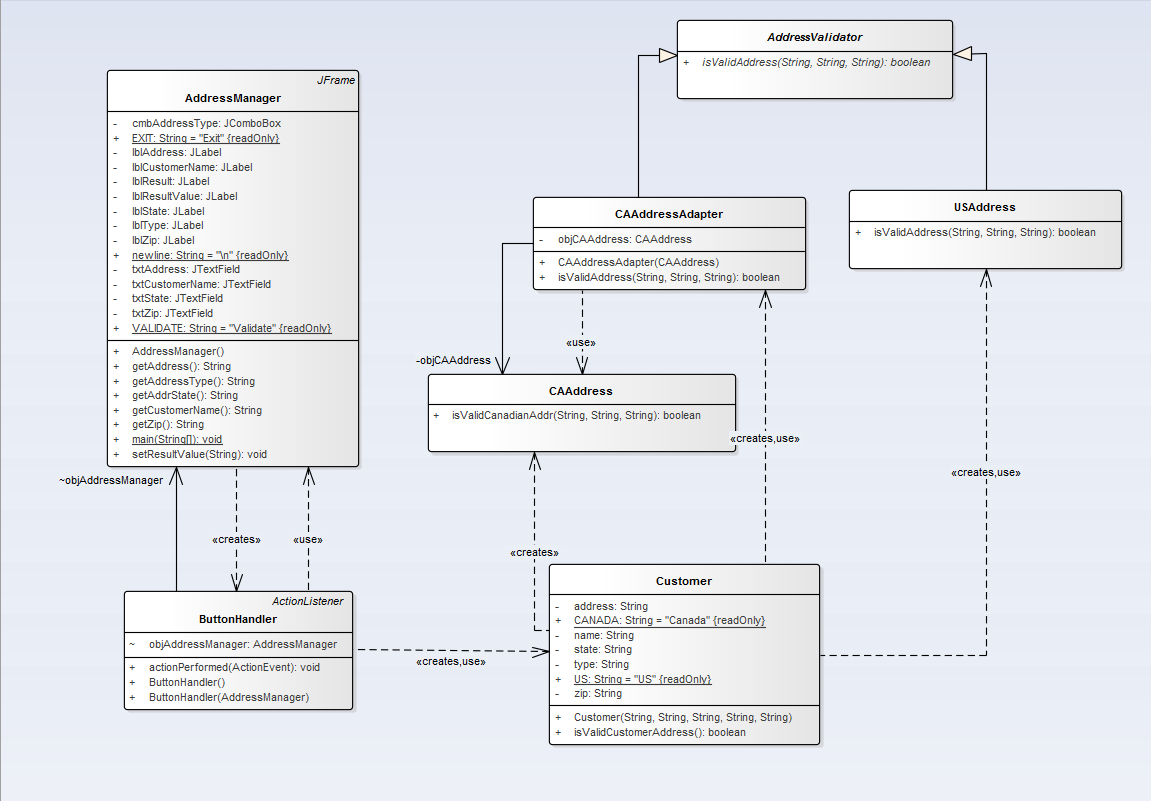 AddressValidator
+ isValidAddress(String, String, String): boolean
JFrame
AddressManager
- cmbAddressType: JComboBox
+ EXIT: String = "Exit" {readOnly}
- lblAddress: JLabel
- lblCustomerName: JLabel
- lblResult: JLabel
- lblResultValue: JLabel
- lblState: JLabel
- lblType: JLabel
- lblZip: JLabel
+ newline: String = "\n" {readOnly}
- txtAddress: JTextField
- txtCustomerName: JTextField
- txtState: JTextField
- txtZip: JTextField
+ VALIDATE: String = "Validate" {readOnly}
+ AddressManager()
+ getAddress(): String
+ getAddressType(): String
+ getAddrState(): String
+ getCustomerName(): String
+ getZip(): String
+ main(String[]): void
+ setResultValue(String): void
CAAddressAdapter
- objCAAddress: CAAddress
+ CAAddressAdapter(CAAddress)
+ isValidAddress(String, String, String): boolean
USAddress
+ isValidAddress(String, String, String): boolean
«use»
-objCAAddress
CAAddress
+ isValidCanadianAddr(String, String, String): boolean
«creates,use»
«creates,use»
~objAddressManager
«creates»
«use»
«creates»
ActionListener
ButtonHandler
~ objAddressManager: AddressManager
+ actionPerformed(ActionEvent): void
+ ButtonHandler()
+ ButtonHandler(AddressManager)
«creates,use»
Customer
- address: String
+ CANADA: String = "Canada" {readOnly}
- name: String
- state: String
- type: String
+ US: String = "US" {readOnly}
- zip: String
+ Customer(String, String, String, String, String)
+ isValidCustomerAddress(): boolean